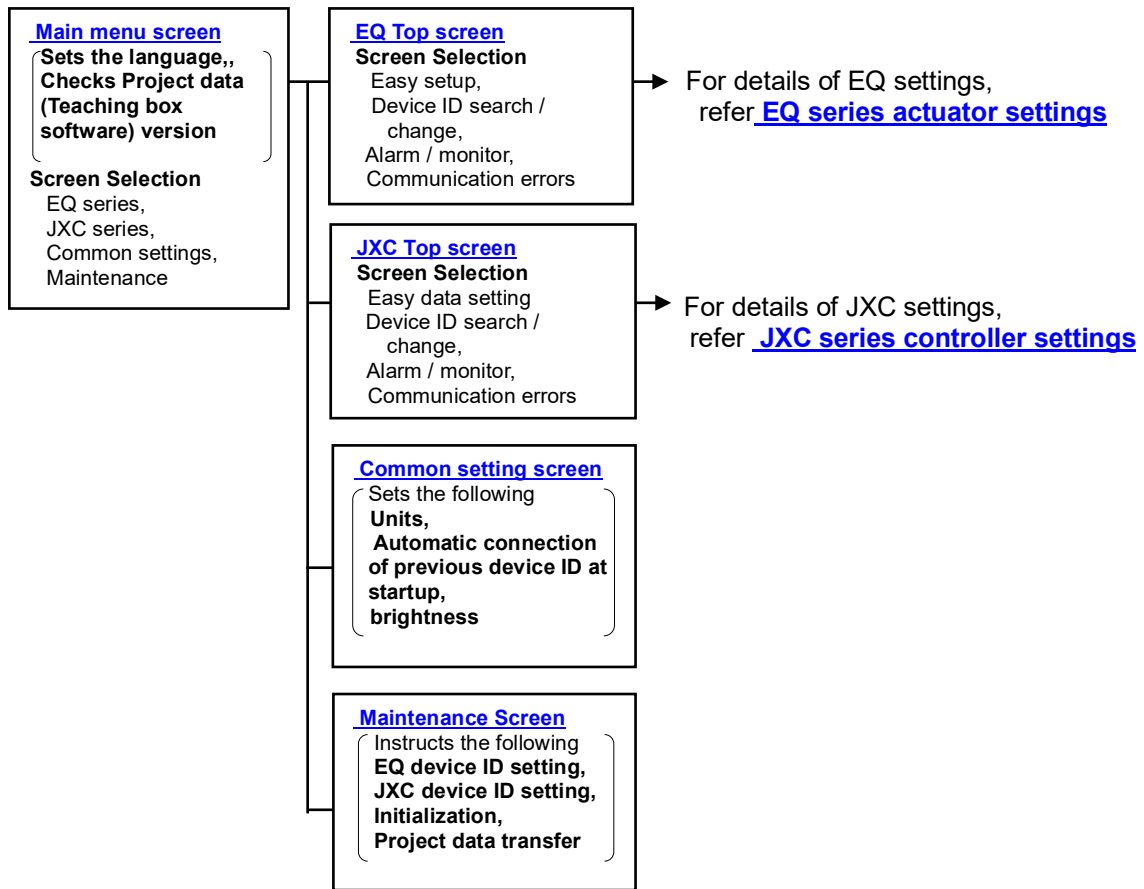 Main menu screen
Sets the language,,
Checks Project data
(Teaching box
software) version
Screen Selection
EQ series,
JXC series,
Common settings,
Maintenance
EQ Top screen
Screen Selection
Easy setup,
Device ID search /
change,
Alarm / monitor,
Communication errors
For details of EQ settings,
refer EQ series actuator settings
JXC Top screen
Screen Selection
Easy data setting
Device ID search /
change,
Alarm / monitor,
Communication errors
For details of JXC settings,
refer JXC series controller settings
Common setting screen
Sets the following
Units,
Automatic connection
of previous device ID at
startup,
brightness
Maintenance Screen
Instructs the following
EQ device ID setting,
JXC device ID setting,
Initialization,
Project data transfer